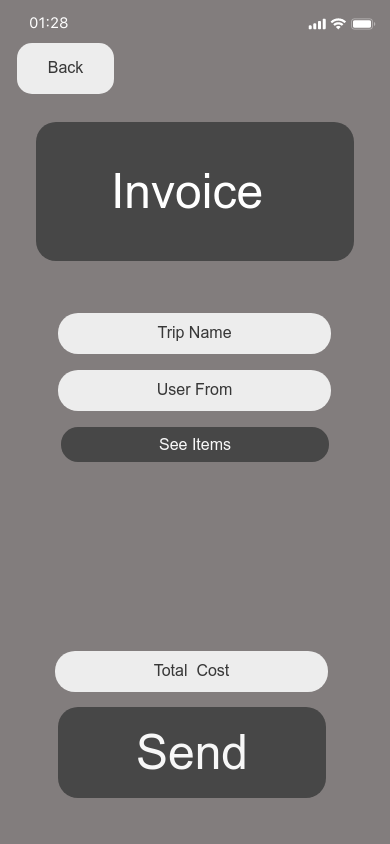 01:28
Back
Invoice
Trip Name
User From
See Items
Total  Cost
Send